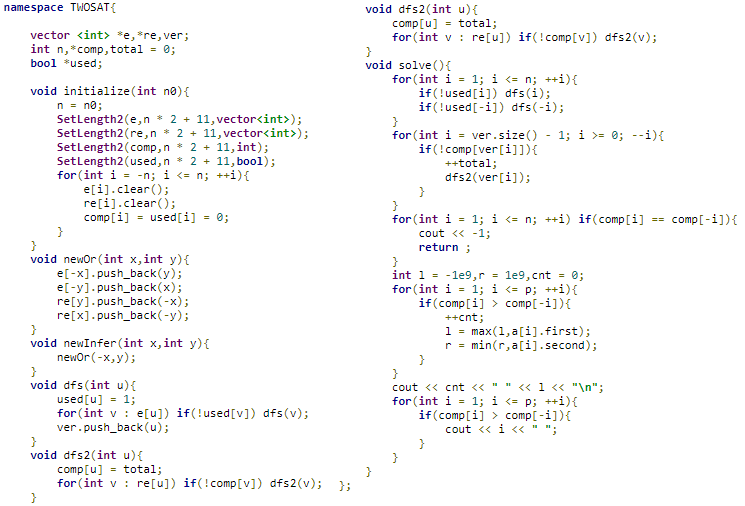 namespace TWOSAT{
vector <int> *e,*re,ver;
int n,*comp,total = 0;
bool *used;
void initialize(int n0){
n = n0;
SetLength2(e,n * 2 + 11,vector<int>);
SetLength2(re,n * 2 + 11,vector<int>);
SetLength2(comp,n * 2 + 11,int);
SetLength2(used,n * 2 + 11,bool);
for(int i = -n; i <= n; ++i){
e[i].clear();
re[i].clear();
comp[i] = used[i] = 0;
}
}
void newOr(int x,int y){
e[-x].push_back(y);
e[-y].push_back(x);
re[y].push_back(-x);
re[x].push_back(-y);
}
void newInfer(int x,int y){
newOr(-x,y);
}
void dfs(int u){
used[u] = 1;
for(int v : e[u]) if(!used[v]) dfs(v);
ver.push_back(u);
}
void dfs2(int u){
comp[u] = total;
for(int v : re[u]) if(!comp[v]) dfs2(v);
}
void dfs2(int u){
comp[u] = total;
for(int v : re[u]) if(!comp[v]) dfs2(v);
}
void solve(){
for(int i = 1; i <= n; ++i){
if(!used[i]) dfs(i);
if(!used[-i]) dfs(-i);
}
for(int i = ver.size() - 1; i >= 0; --i){
if(!comp[ver[i]]){
++total;
dfs2(ver[i]);
}
}
for(int i = 1; i <= n; ++i) if(comp[i] == comp[-i]){
cout << -1;
return ;
}
int l = -1e9,r = 1e9,cnt = 0;
for(int i = 1; i <= p; ++i){
if(comp[i] > comp[-i]){
++cnt;
l = max(l,a[i].first);
r = min(r,a[i].second);
}
}
cout << cnt << " " << l << "\n";
for(int i = 1; i <= p; ++i){
if(comp[i] > comp[-i]){
cout << i << " ";
}
}
}
};